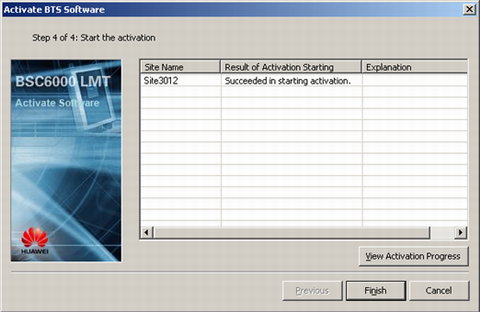 Activate BTS Software
Step 4 of 4: Start the activation
BSC6000 LMT
Activate Software
HUAWEI
Site Name Result of Activation Starting Explanation
Site3012 Succeeded in starting activation.
View Activation Progress
Previous Finish Cancel